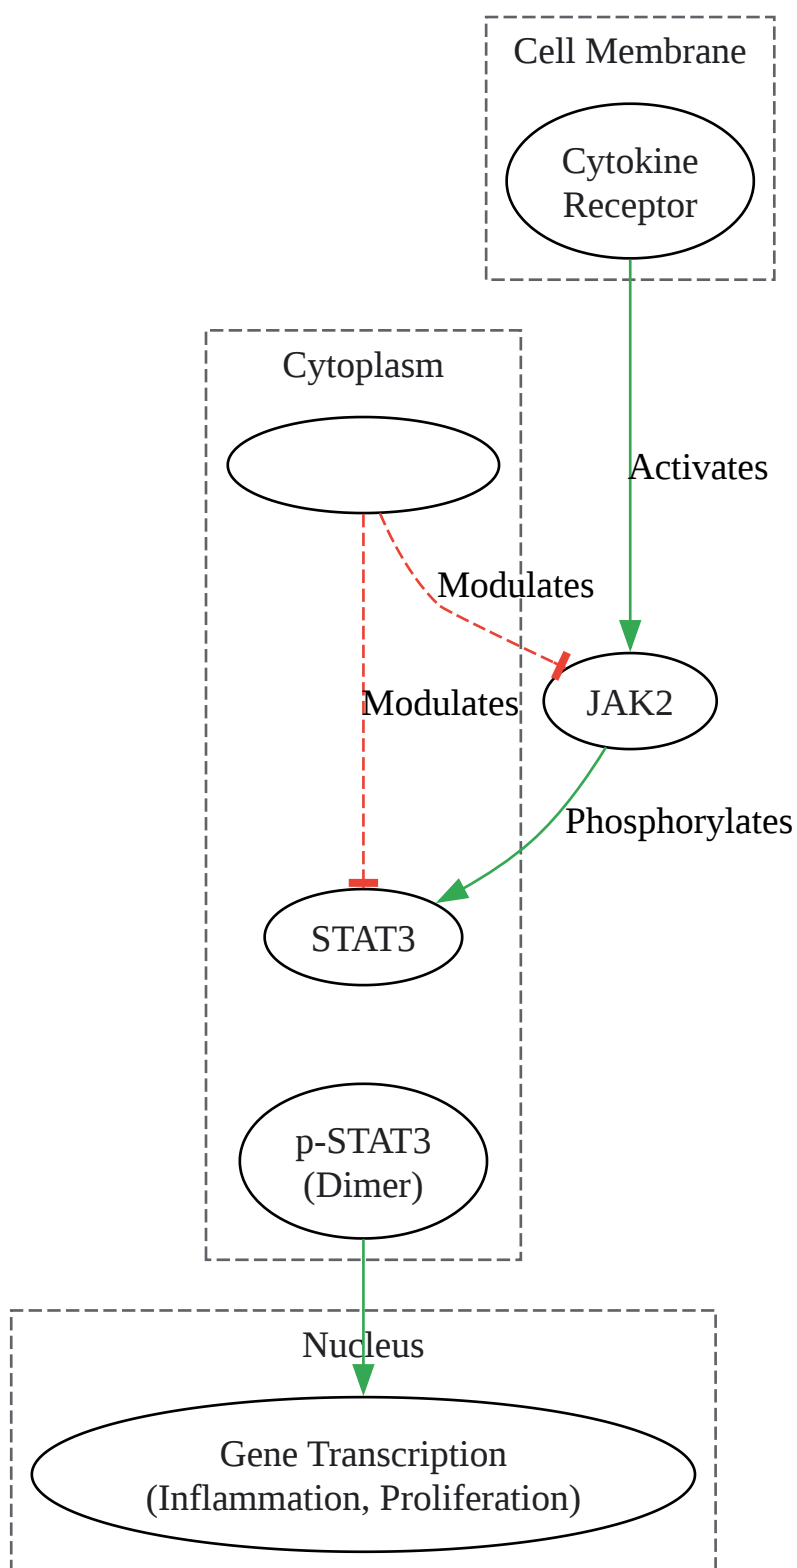 Cell Membrane
Cytokine
Receptor
Cytoplasm
Activates
Modulates
Modulates
JAK2
Phosphorylates
STAT3
p-STAT3
(Dimer)
Nucleus
Gene Transcription
(Inflammation, Proliferation)